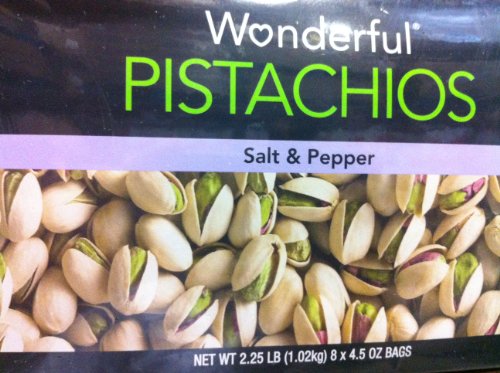 Wonderful®
PISTACHIOS
Salt & Pepper
NET WT 2.25 LB (1.02kg) 8 x 4.5 OZ BAGS